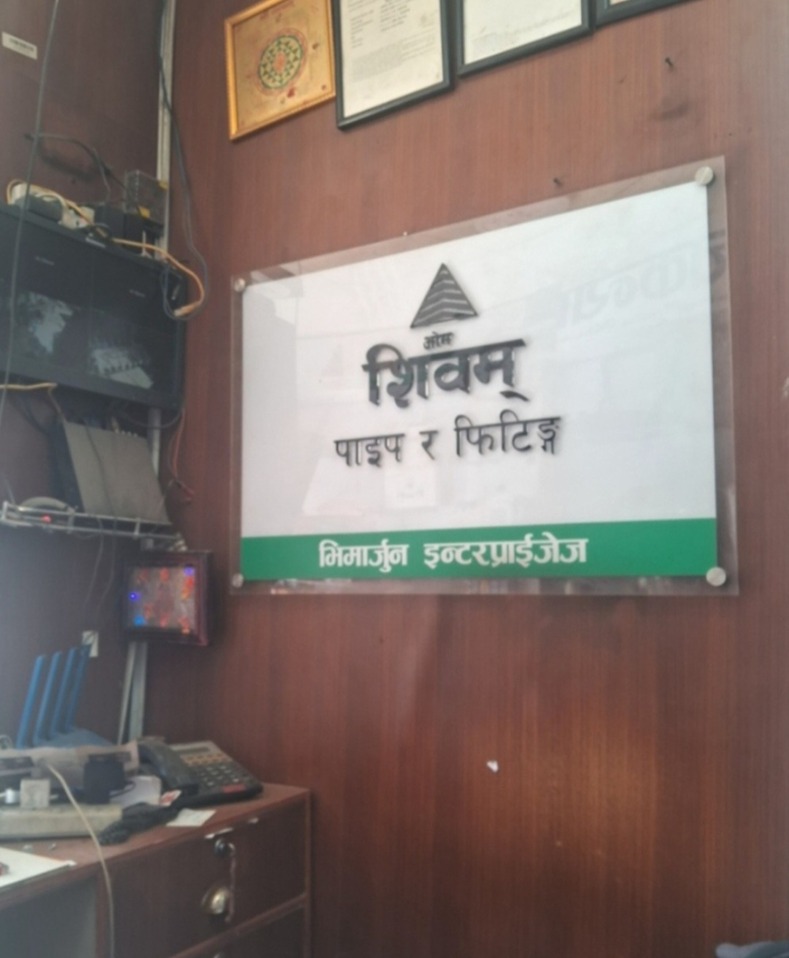 ओम
शिवम्
पाइप र फिटिङ्ग
भिमार्जुन इन्टरप्राईजेज